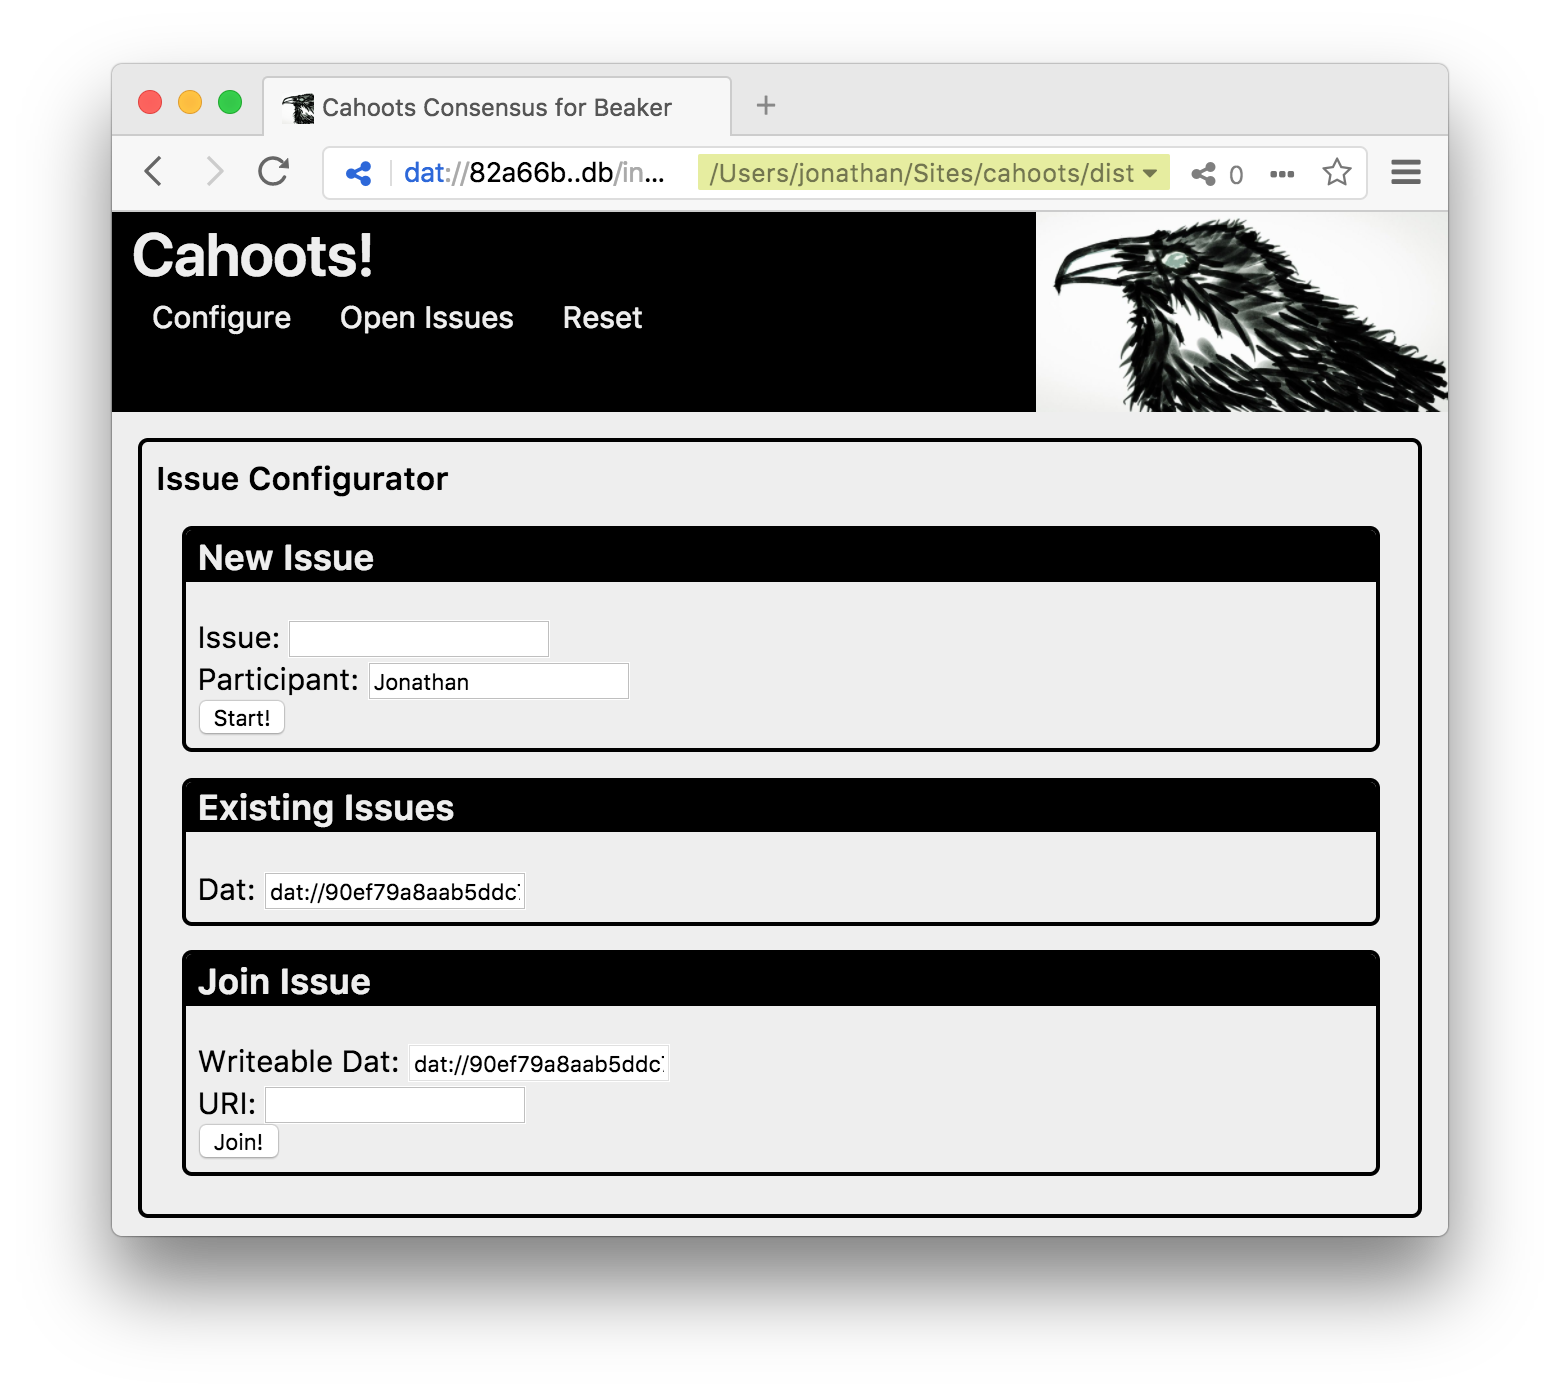 Cahoots Consensus for Beaker
dat://82a66b..db/in... /Users/jonathan/Sites/cahoots/dist 0
Cahoots!
Configure Open Issues Reset
Issue Configurator
New Issue
Issue:
Participant: Jonathan
Start!
Existing Issues
Dat: dat://90ef79a8aab5ddc
Join Issue
Writeable Dat: dat://90ef79a8aab5ddc
URI:
Join!